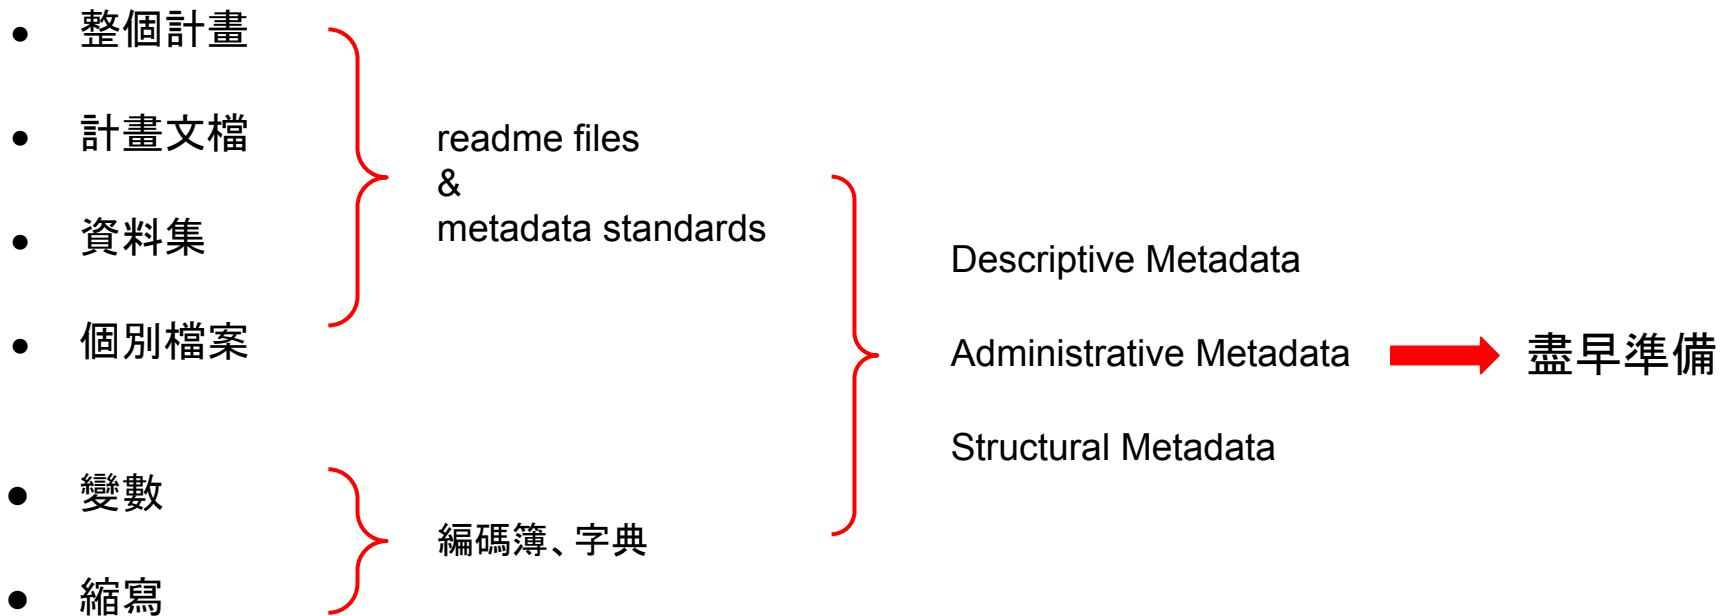 整個計畫
計畫文檔
資料集
個別檔案
變數
縮寫
readme files
&
metadata standards
編碼簿、字典
Descriptive Metadata
Administrative Metadata
Structural Metadata
盡早準備